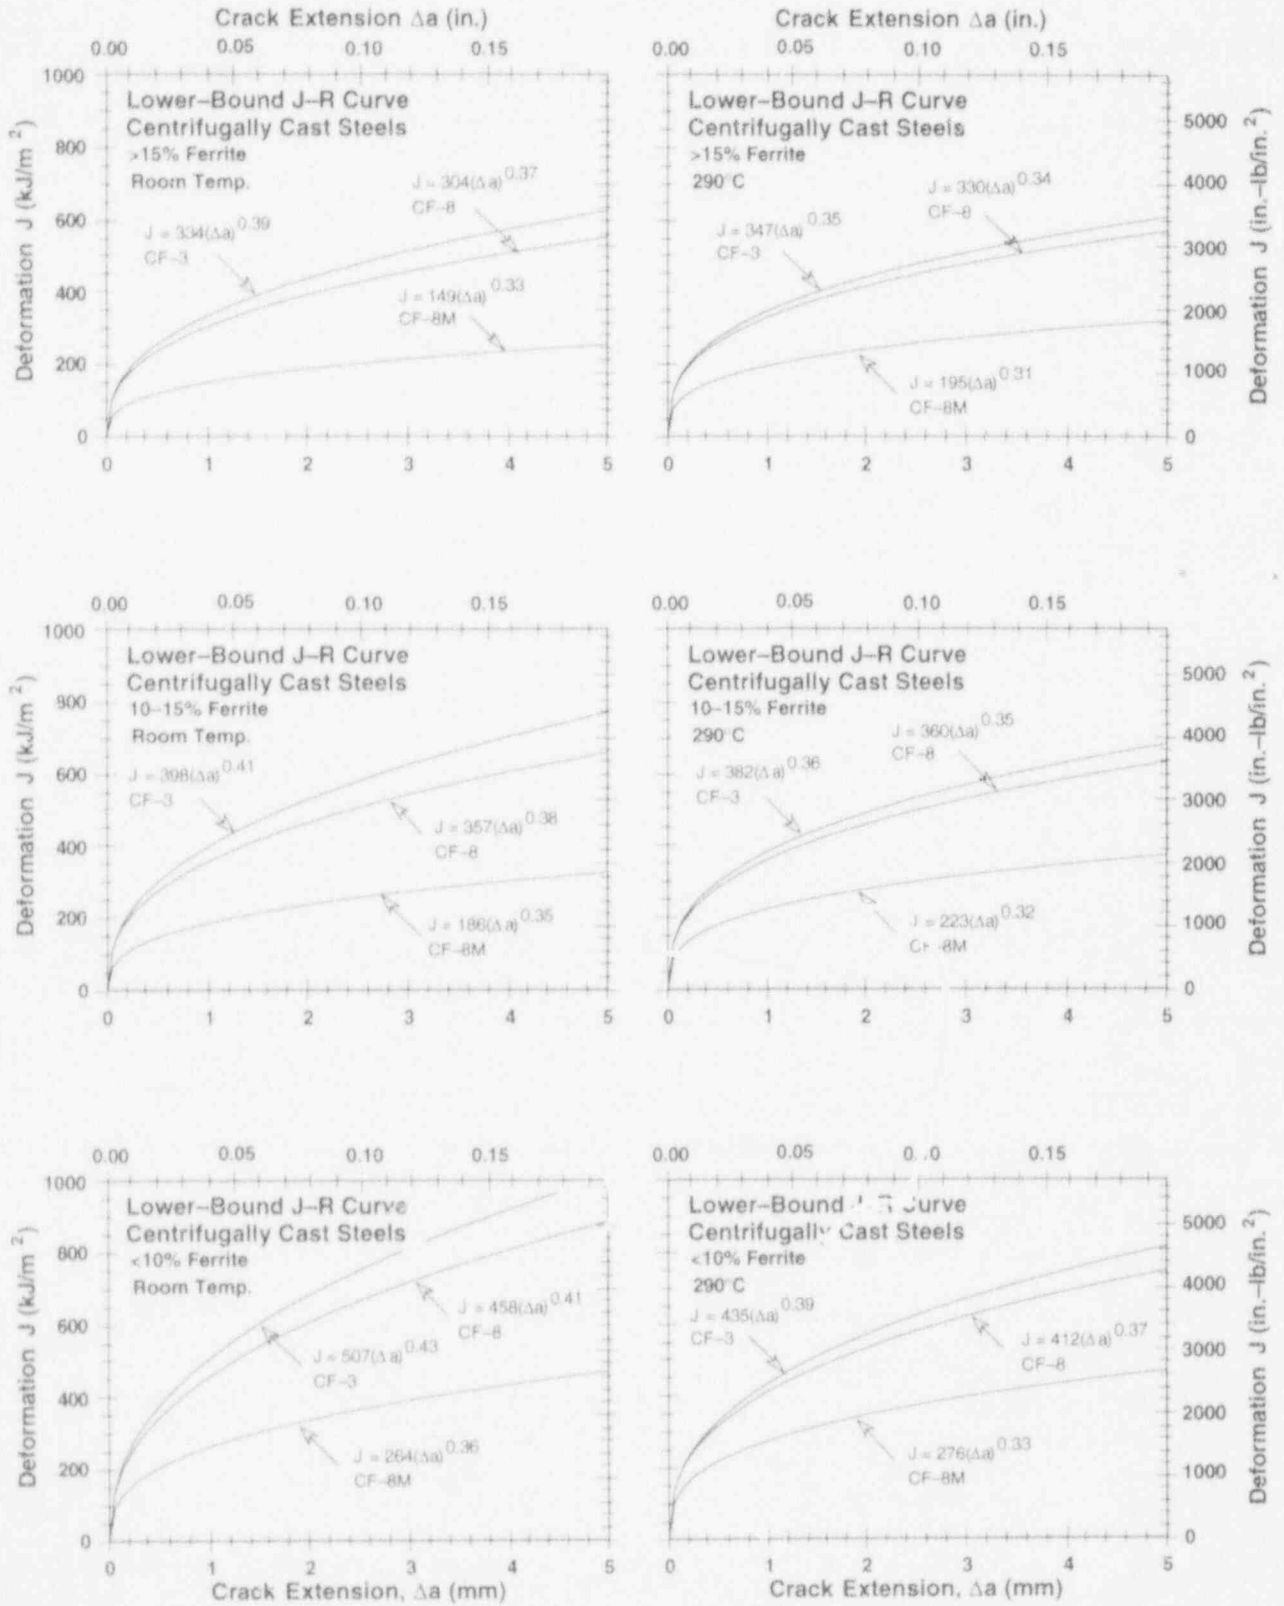 Crack Extension Δa (in.)
0.00 0.05 0.10 0.15
1000
800
600
400
200
0
Deformation J (kJ/m²)
Lower–Bound J–R Curve
Centrifugally Cast Steels
>15% Ferrite
Room Temp.
J = 304(Δa)^0.37
CF–8
J = 334(Δa)^0.39
CF–3
J = 149(Δa)^0.33
CF–8M
0 1 2 3 4 5
Crack Extension Δa (in.)
0.00 0.05 0.10 0.15
Lower–Bound J–R Curve
Centrifugally Cast Steels
>15% Ferrite
290°C
J = 330(Δa)^0.34
CF–8
J = 347(Δa)^0.35
CF–3
J = 195(Δa)^0.31
CF–8M
5000
4000
3000
2000
1000
0
Deformation J (in.–lb/in.²)
0 1 2 3 4 5
0.00 0.05 0.10 0.15
1000
800
600
400
200
0
Deformation J (kJ/m²)
Lower–Bound J–R Curve
Centrifugally Cast Steels
10–15% Ferrite
Room Temp.
J = 398(Δa)^0.41
CF–3
J = 357(Δa)^0.38
CF–8
J = 186(Δa)^0.35
CF–8M
0 1 2 3 4 5
0.00 0.05 0.10 0.15
Lower–Bound J–R Curve
Centrifugally Cast Steels
10–15% Ferrite
290°C
J = 360(Δa)^0.35
CF–8
J = 382(Δa)^0.36
CF–3
J = 223(Δa)^0.32
CF–8M
5000
4000
3000
2000
1000
0
Deformation J (in.–lb/in.²)
0 1 2 3 4 5
0.00 0.05 0.10 0.15
1000
800
600
400
200
0
Deformation J (kJ/m²)
Lower–Bound J–R Curve
Centrifugally Cast Steels
<10% Ferrite
Room Temp.
J = 458(Δa)^0.41
CF–8
J = 507(Δa)^0.43
CF–3
J = 264(Δa)^0.36
CF–8M
0 1 2 3 4 5
Crack Extension, Δa (mm)
0.00 0.05 0.15
Lower–Bound J–R Curve
Centrifugally Cast Steels
<10% Ferrite
290°C
J = 435(Δa)^0.39
CF–3
J = 412(Δa)^0.37
CF–8
J = 276(Δa)^0.33
CF–8M
5000
4000
3000
2000
1000
0
Deformation J (in.–lb/in.²)
0 1 2 3 4 5
Crack Extension, Δa (mm)